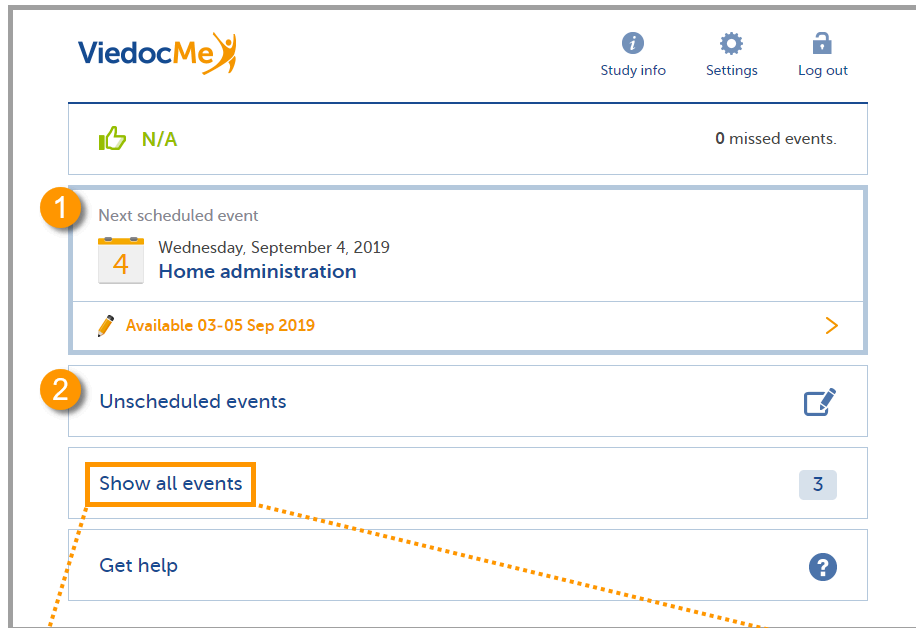 ViedocMe
Study info
Settings
Log out
N/A
0 missed events.
1
Next scheduled event
4
Wednesday, September 4, 2019
Home administration
Available 03-05 Sep 2019
2
Unscheduled events
Show all events
3
Get help
?